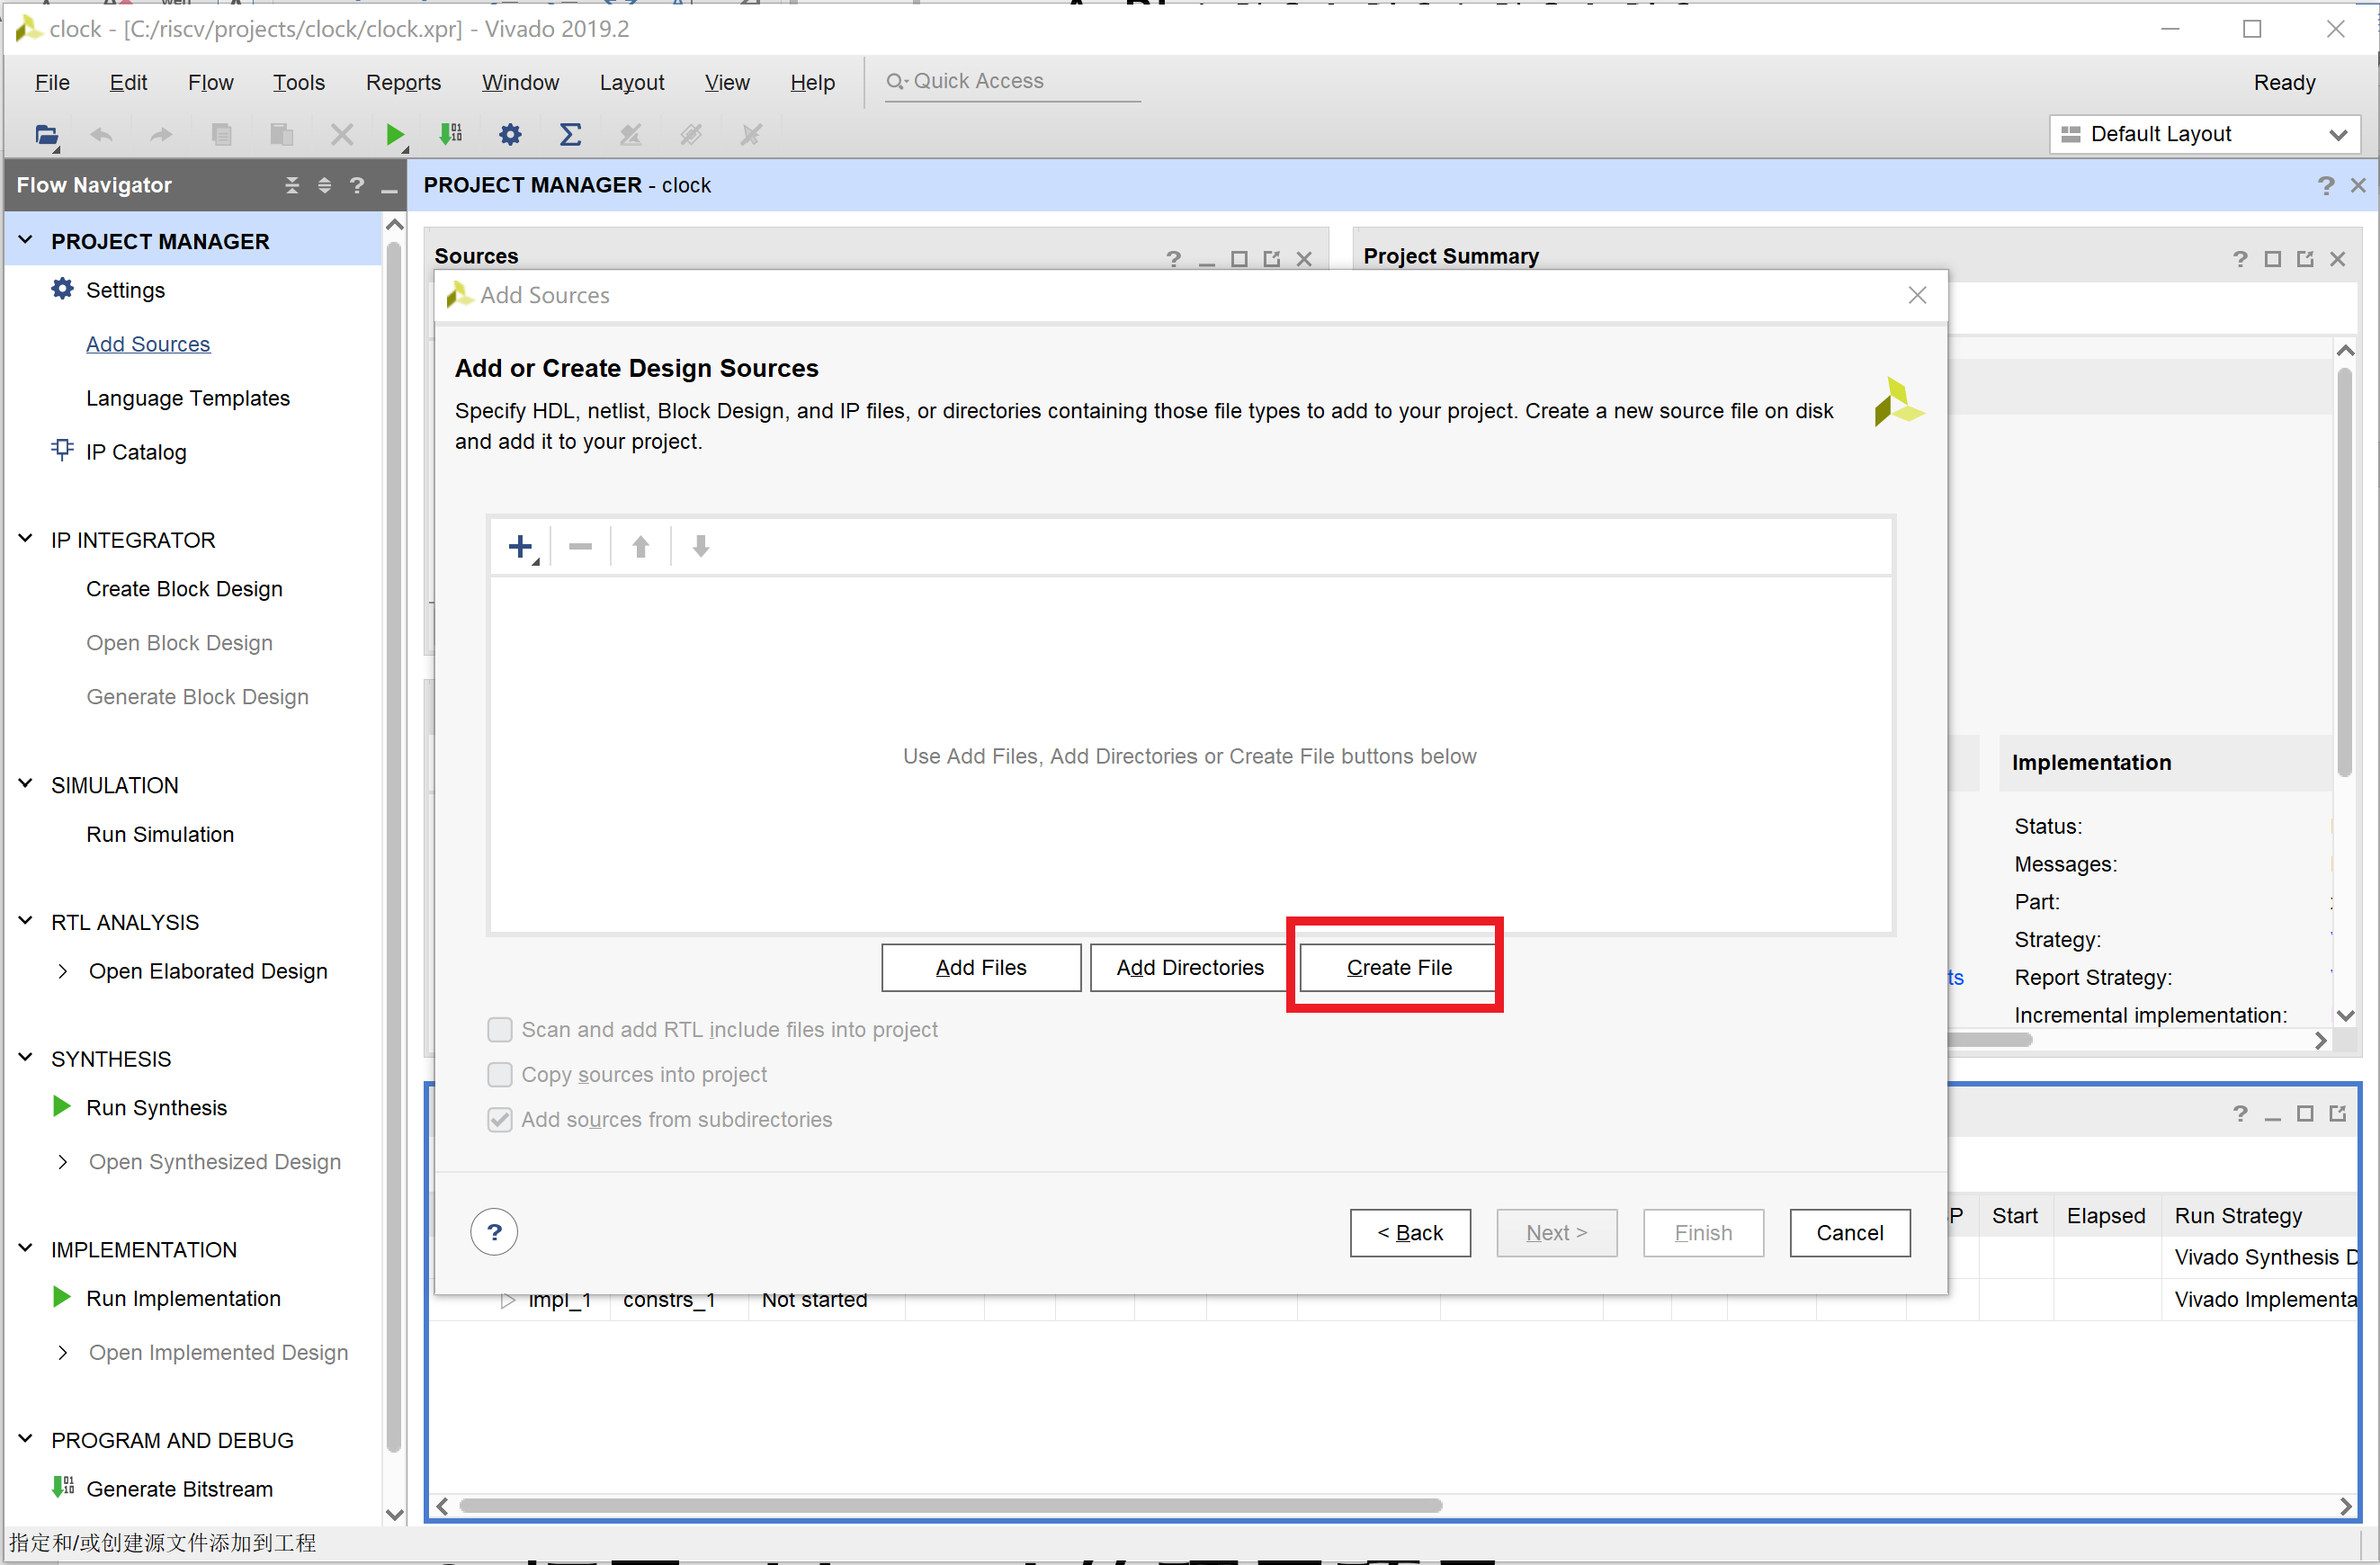 clock - [C:/riscv/projects/clock/clock.xpr] - Vivado 2019.2
File Edit Flow Tools Reports Window Layout View Help Quick Access Ready
Default Layout
Flow Navigator
PROJECT MANAGER - clock
PROJECT MANAGER
Settings
Add Sources
Language Templates
IP Catalog
IP INTEGRATOR
Create Block Design
Open Block Design
Generate Block Design
SIMULATION
Run Simulation
RTL ANALYSIS
Open Elaborated Design
SYNTHESIS
Run Synthesis
Open Synthesized Design
IMPLEMENTATION
Run Implementation
Open Implemented Design
PROGRAM AND DEBUG
Generate Bitstream
Sources
Project Summary
Add Sources
Add or Create Design Sources
Specify HDL, netlist, Block Design, and IP files, or directories containing those file types to add to your project. Create a new source file on disk
and add it to your project.
Use Add Files, Add Directories or Create File buttons below
Add Files Add Directories Create File
Scan and add RTL include files into project
Copy sources into project
Add sources from subdirectories
? < Back Next > Finish Cancel
Implementation
Status:
Messages:
Part:
Strategy:
ts Report Strategy:
Incremental implementation:
P Start Elapsed Run Strategy
Vivado Synthesis D
impl_1 constrs_1 Not started Vivado Implementa
指定和/或创建源文件添加到工程